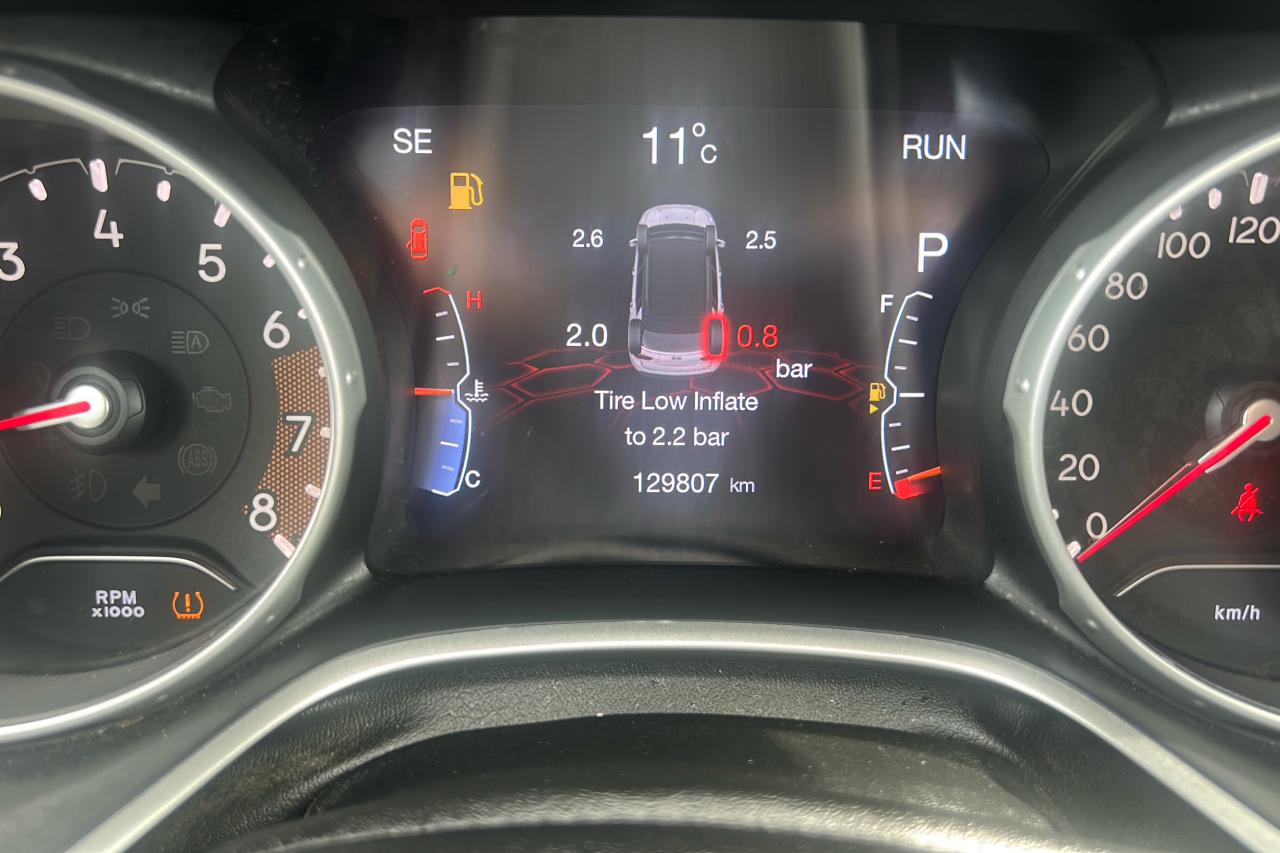 SE
11°C
RUN
2.6
2.5
P
H
F
2.0
0.8
bar
Tire Low Inflate
to 2.2 bar
C
E
129807 km
3
4
5
6
7
8
RPM
x1000
A
ABS
0
20
40
60
80
100
120
km/h